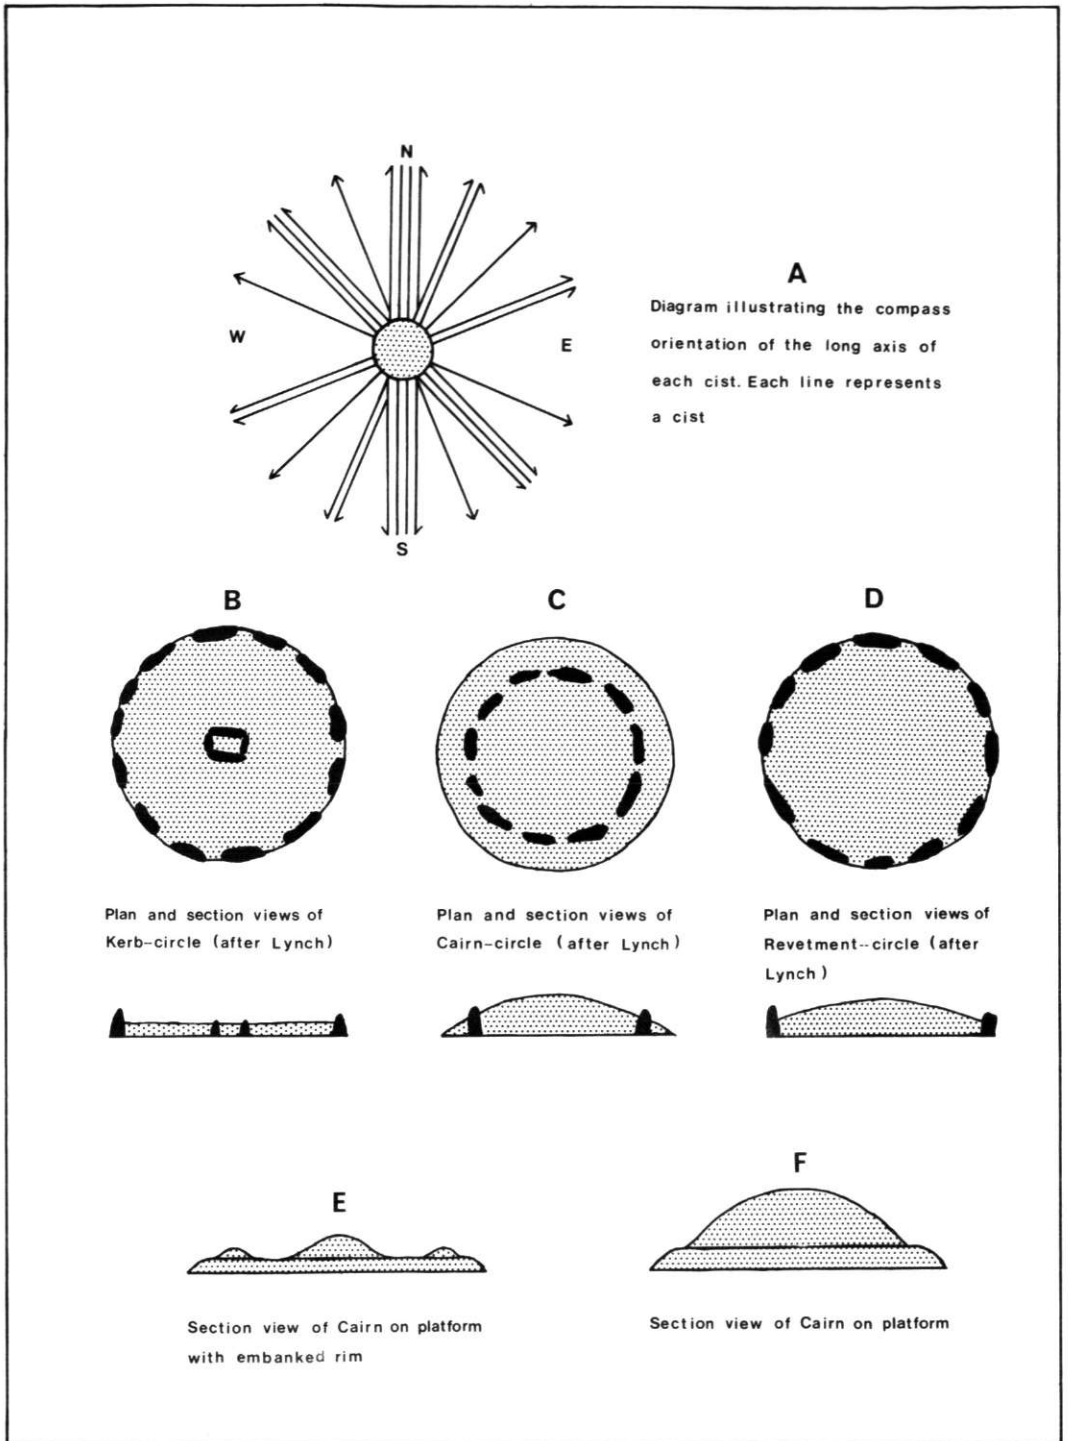 N
W
E
S
A
Diagram illustrating the compass
orientation of the long axis of
each cist. Each line represents
a cist
B
C
D
Plan and section views of
Kerb-circle (after Lynch)
Plan and section views of
Cairn-circle (after Lynch)
Plan and section views of
Revetment--circle (after
Lynch)
E
F
Section view of Cairn on platform
with embanked rim
Section view of Cairn on platform